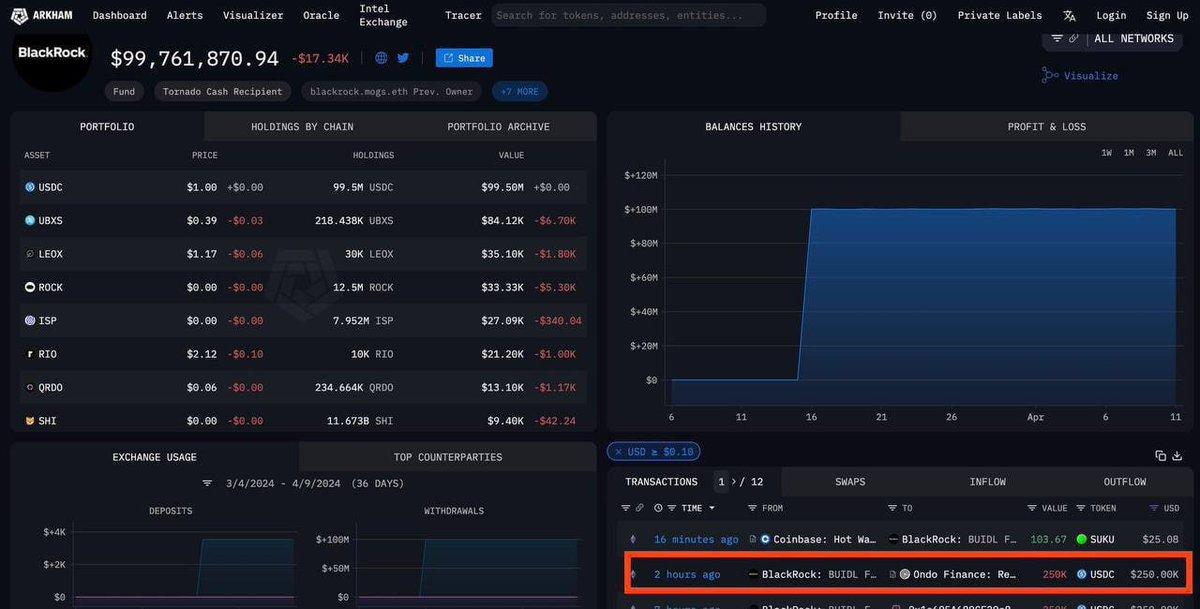 ARKHAM Dashboard Alerts Visualizer Oracle Intel Exchange Tracer Search for tokens, addresses, entities... Profile Invite (0) Private Labels Login Sign Up
BlackRock
$99,761,870.94 -$17.34K Share
ALL NETWORKS
Fund Tornado Cash Recipient blackrock.mogs.eth Prev. Owner +7 MORE
Visualize
PORTFOLIO HOLDINGS BY CHAIN PORTFOLIO ARCHIVE
ASSET PRICE HOLDINGS VALUE
USDC $1.00 +$0.00 99.5M USDC $99.50M +$0.00
UBXS $0.39 -$0.03 218.438K UBXS $84.12K -$6.70K
LEOX $1.17 -$0.06 30K LEOX $35.10K -$1.80K
ROCK $0.00 -$0.00 12.5M ROCK $33.33K -$5.30K
ISP $0.00 -$0.00 7.952M ISP $27.09K -$340.04
RIO $2.12 -$0.10 10K RIO $21.20K -$1.00K
QRDO $0.06 -$0.00 234.664K QRDO $13.10K -$1.17K
SHI $0.00 -$0.00 11.673B SHI $9.40K -$42.24
BALANCES HISTORY PROFIT & LOSS
1W 1M 3M ALL
$+120M
$+100M
$+80M
$+60M
$+40M
$+20M
$0
6 11 16 21 26 Apr 6 11
EXCHANGE USAGE TOP COUNTERPARTIES
3/4/2024 - 4/9/2024 (36 DAYS)
DEPOSITS WITHDRAWALS
$+4K
$+2K
$0
$+100M
$+50M
$0
× USD ≥ $0.10
TRANSACTIONS 1 > / 12 SWAPS INFLOW OUTFLOW
TIME FROM TO VALUE TOKEN USD
16 minutes ago Coinbase: Hot Wa… BlackRock: BUIDL F… 103.67 SUKU $25.08
2 hours ago BlackRock: BUIDL F… Ondo Finance: Re… 250K USDC $250.00K